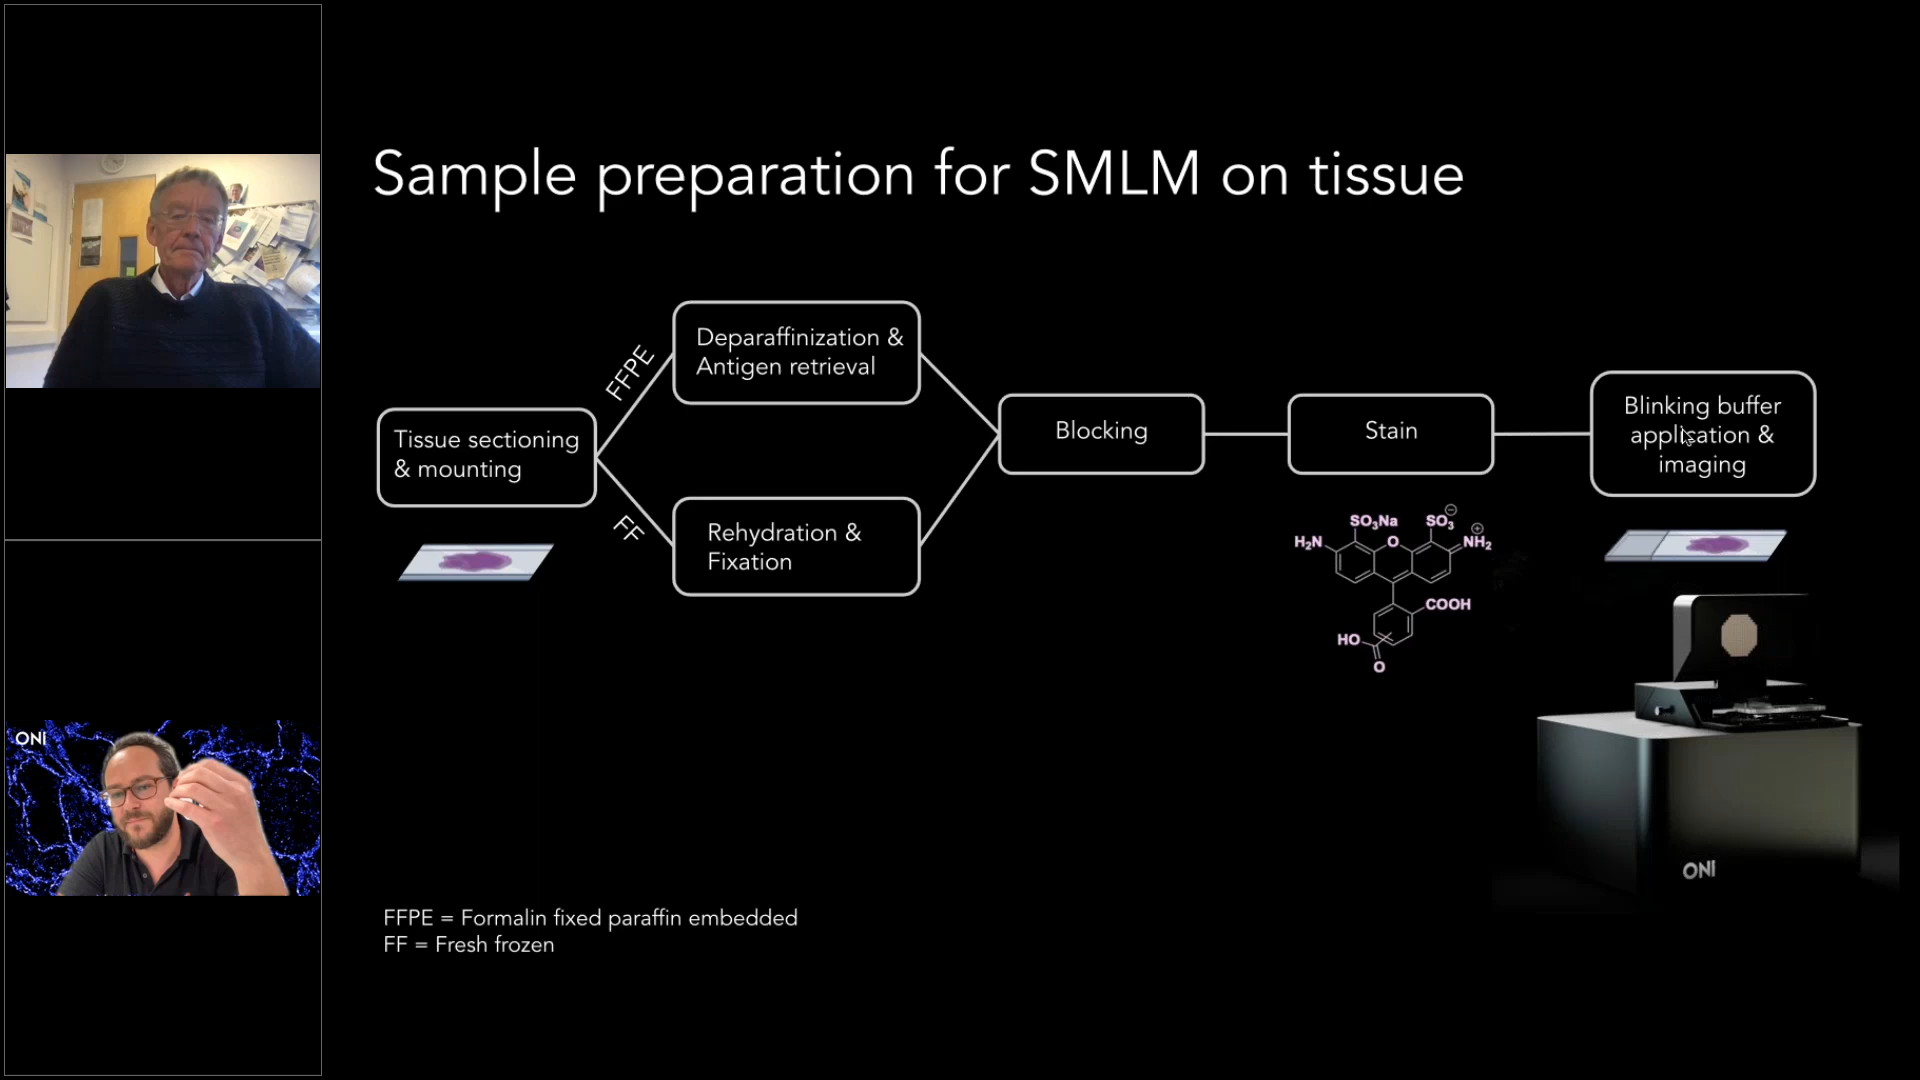 Sample preparation for SMLM on tissue
Tissue sectioning
& mounting
FFPE
FF
Deparaffinization &
Antigen retrieval
Rehydration &
Fixation
Blocking
Stain
Blinking buffer
application &
imaging
SO3Na
SO3 ⊖
H2N
O
NH2 ⊕
COOH
HO
O
ONI
ONI
FFPE = Formalin fixed paraffin embedded
FF = Fresh frozen